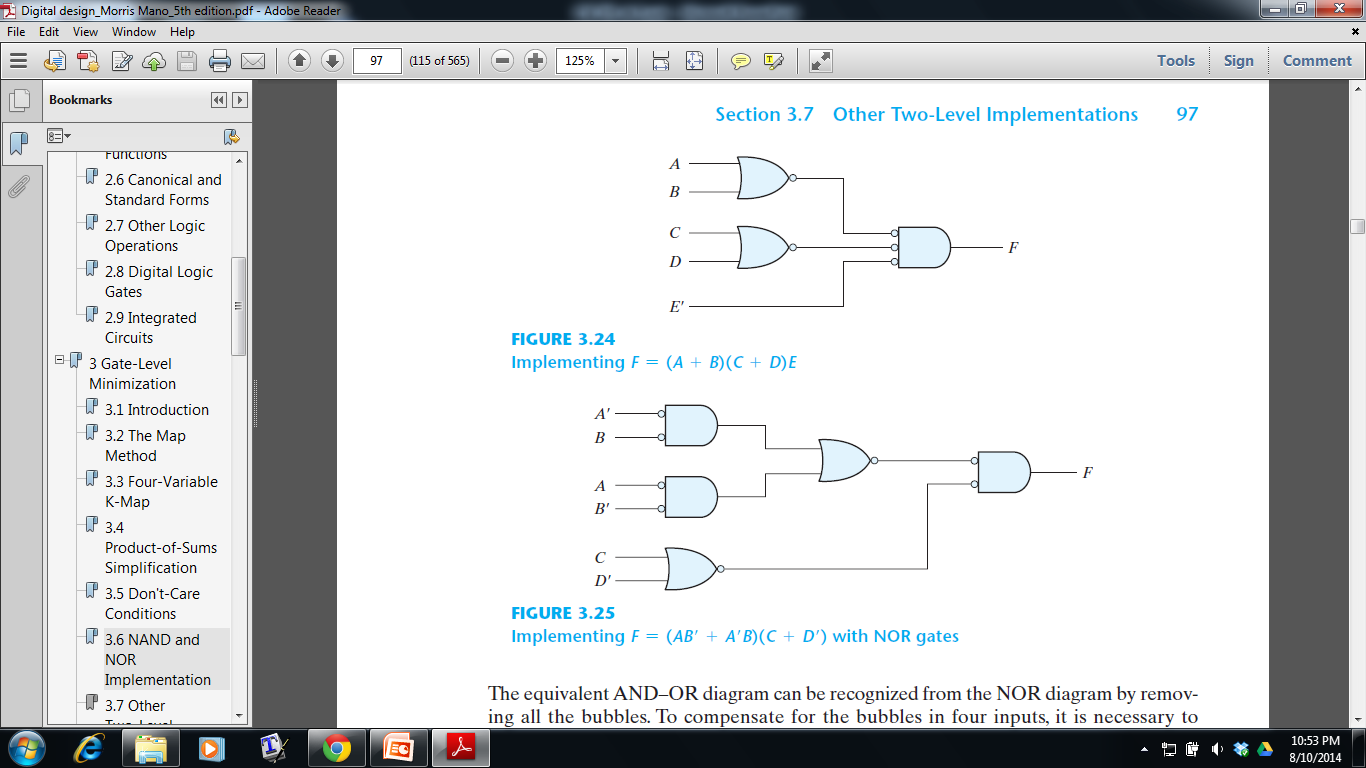 Digital design_Morris Mano_5th edition.pdf - Adobe Reader
File Edit View Window Help
97 (115 of 565) 125% Tools Sign Comment
Bookmarks
Functions
2.6 Canonical and
Standard Forms
2.7 Other Logic
Operations
2.8 Digital Logic
Gates
2.9 Integrated
Circuits
3 Gate-Level
Minimization
3.1 Introduction
3.2 The Map
Method
3.3 Four-Variable
K-Map
3.4
Product-of-Sums
Simplification
3.5 Don't-Care
Conditions
3.6 NAND and
NOR
Implementation
3.7 Other
Two-Level
Section 3.7 Other Two-Level Implementations 97
A
B
C
D
E′
F
FIGURE 3.24
Implementing F = (A + B)(C + D)E
A′
B
A
B′
C
D′
F
FIGURE 3.25
Implementing F = (AB′ + A′B)(C + D′) with NOR gates
The equivalent AND–OR diagram can be recognized from the NOR diagram by remov-
ing all the bubbles. To compensate for the bubbles in four inputs, it is necessary to
10:53 PM
8/10/2014